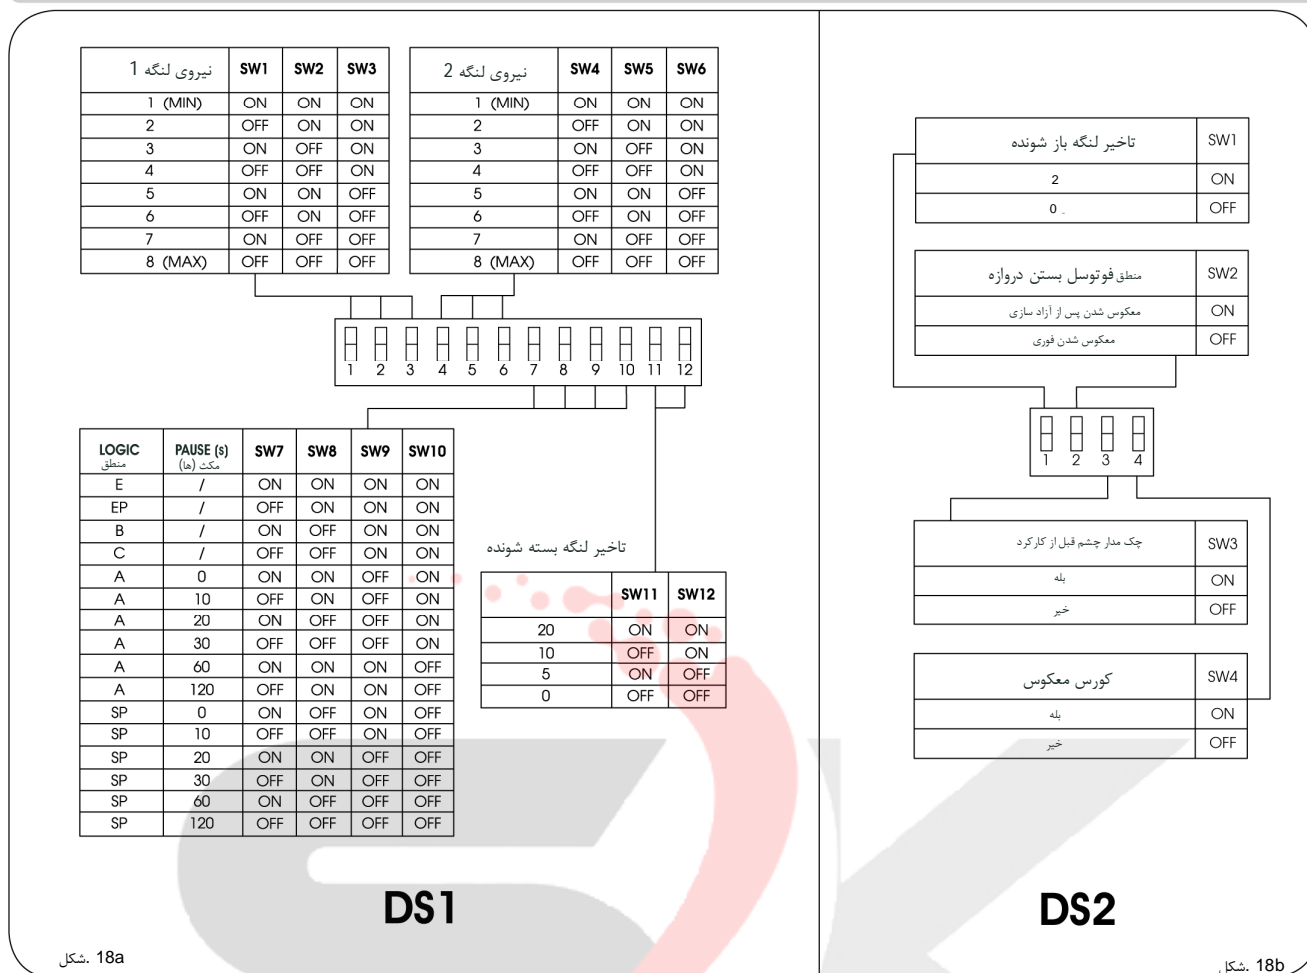 نیروی لنگه 1 SW1 SW2 SW3
1 (MIN) ON ON ON
2 OFF ON ON
3 ON OFF ON
4 OFF OFF ON
5 ON ON OFF
6 OFF ON OFF
7 ON OFF OFF
8 (MAX) OFF OFF OFF
نیروی لنگه 2 SW4 SW5 SW6
1 (MIN) ON ON ON
2 OFF ON ON
3 ON OFF ON
4 OFF OFF ON
5 ON ON OFF
6 OFF ON OFF
7 ON OFF OFF
8 (MAX) OFF OFF OFF
1 2 3 4 5 6 7 8 9 10 11 12
LOGIC PAUSE (s) SW7 SW8 SW9 SW10
منطق مکث (ها)
E / ON ON ON ON
EP / OFF ON ON ON
B / ON OFF ON ON
C / OFF OFF ON ON
A 0 ON ON OFF ON
A 10 OFF ON OFF ON
A 20 ON OFF OFF ON
A 30 OFF OFF OFF ON
A 60 ON ON ON OFF
A 120 OFF ON ON OFF
SP 0 ON OFF ON OFF
SP 10 OFF OFF ON OFF
SP 20 ON ON OFF OFF
SP 30 OFF ON OFF OFF
SP 60 ON OFF OFF OFF
SP 120 OFF OFF OFF OFF
تاخیر لنگه بسته شونده
SW11 SW12
20 ON ON
10 OFF ON
5 ON OFF
0 OFF OFF
DS1
18a .شکل
تاخیر لنگه باز شونده SW1
2 ON
0 OFF
منطق فوتوسل بستن دروازه SW2
معکوس شدن پس از آزاد سازی ON
معکوس شدن فوری OFF
1 2 3 4
چک مدار چشم قبل از کارکرد SW3
بله ON
خیر OFF
کورس معکوس SW4
بله ON
خیر OFF
DS2
18b .شکل